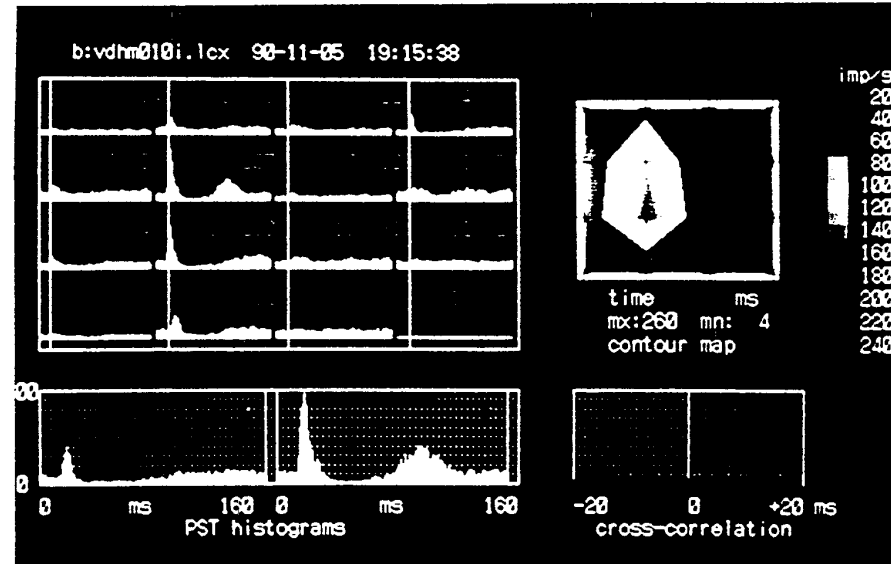 b:vdhm010i.lcx 90-11-05 19:15:38
imp/s
20
40
60
80
100
120
140
160
180
200
220
240
time ms
mx:260 mn: 4
contour map
00
0
0 ms 160 0 ms 160
PST histograms
-20 0 +20 ms
cross-correlation